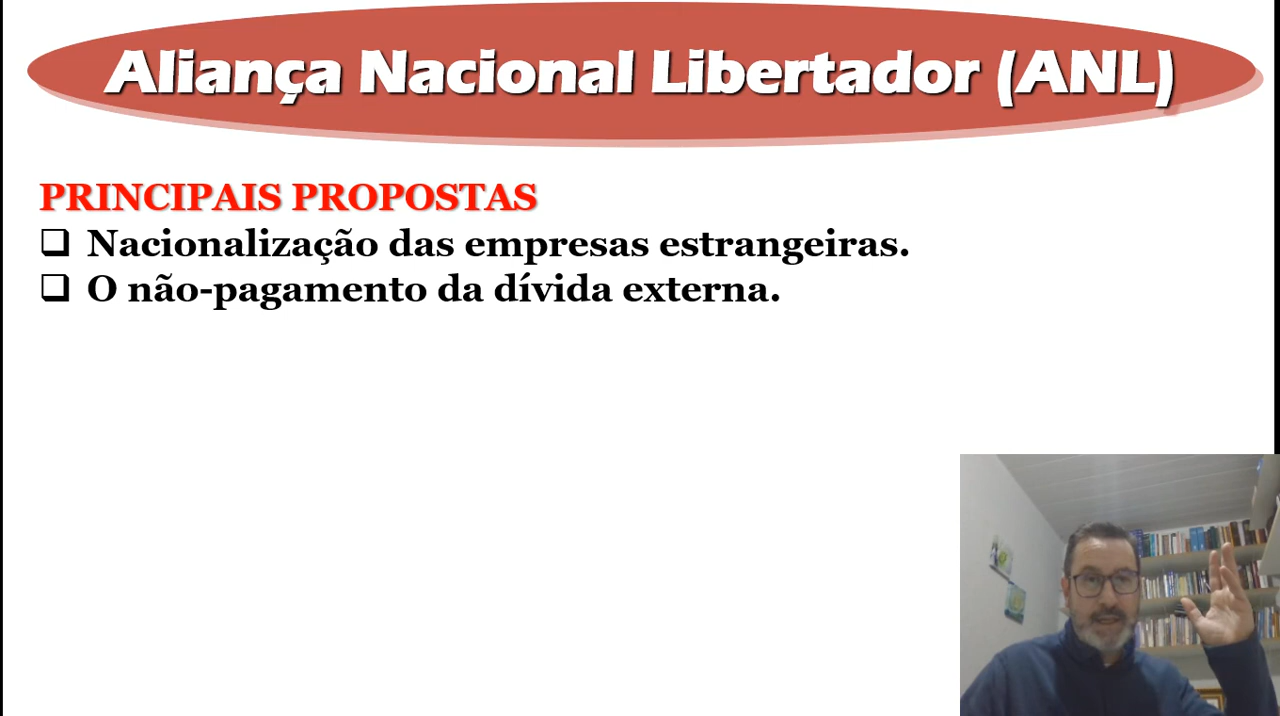 Aliança Nacional Libertador (ANL)
PRINCIPAIS PROPOSTAS
❑ Nacionalização das empresas estrangeiras.
❑ O não-pagamento da dívida externa.